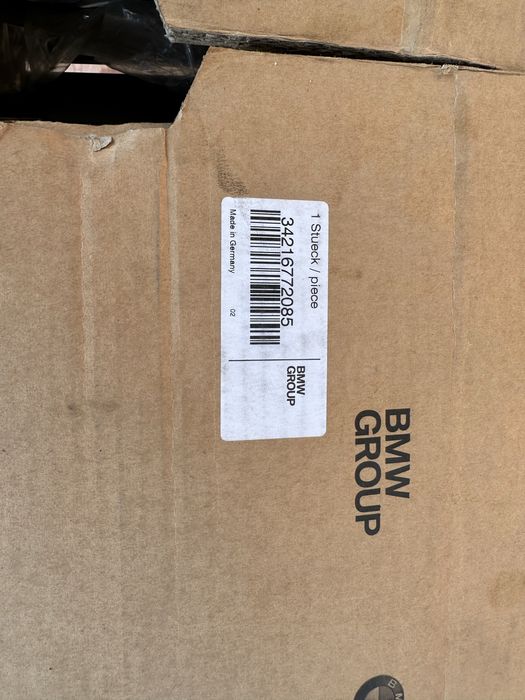 1 Stueck / piece
34216772085
Made in Germany
02
BMW
GROUP
BMW
GROUP
B M